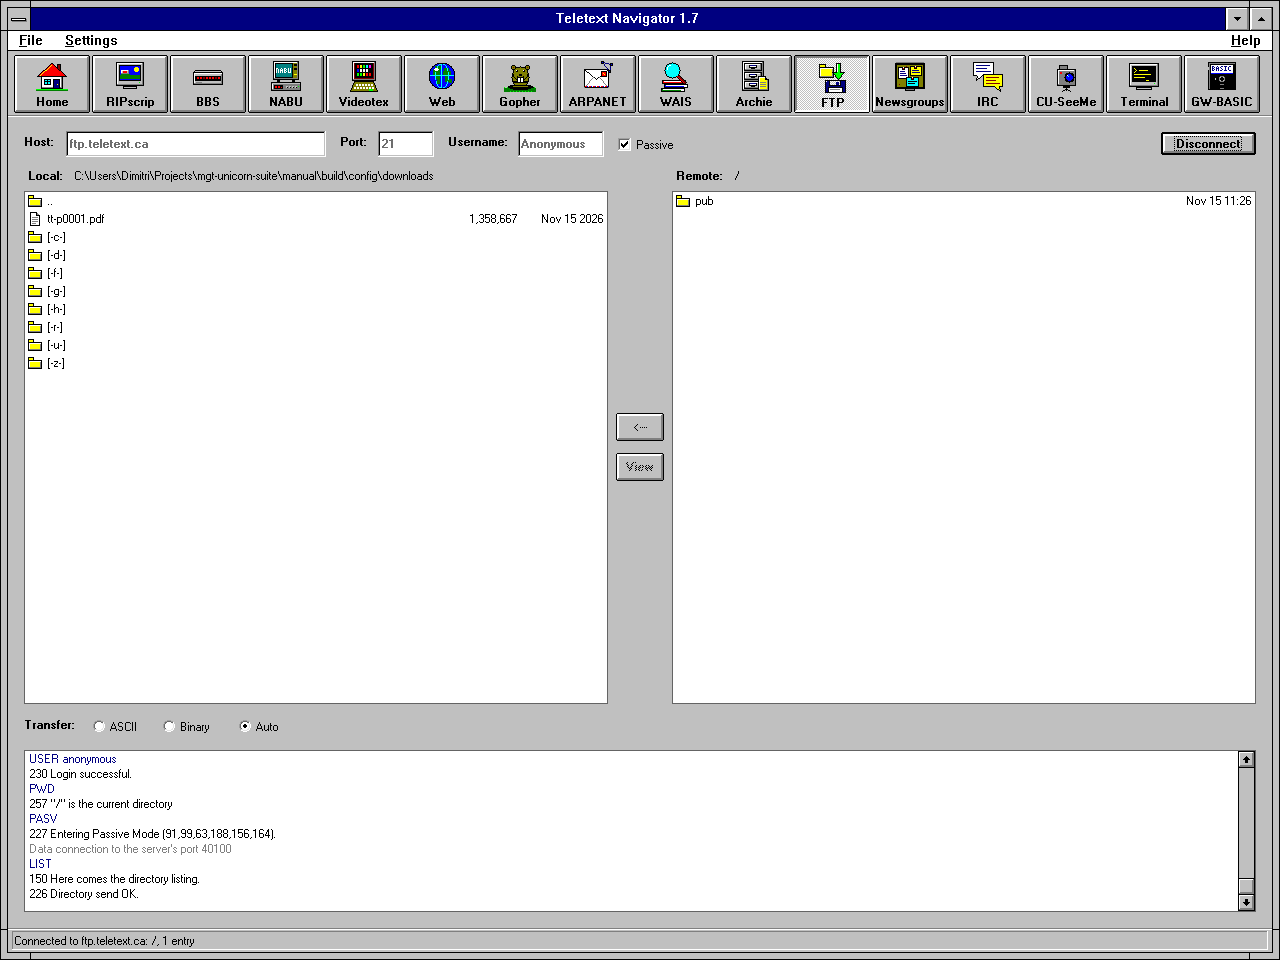 Teletext Navigator 1.7
File Settings Help
Home RIPscrip BBS NABU Videotex Web Gopher ARPANET WAIS Archie FTP Newsgroups IRC CU-SeeMe Terminal GW-BASIC
Host: ftp.teletext.ca Port: 21 Username: Anonymous Passive Disconnect
Local: C:\Users\Dimitri\Projects\mgt-unicorn-suite\manual\build\config\downloads Remote: /
.. pub Nov 15 11:26
tt-p0001.pdf 1,358,667 Nov 15 2026
[-c-]
[-d-]
[-f-]
[-g-]
[-h-]
[-r-]
[-u-]
[-z-]
<---
View
Transfer: ASCII Binary Auto
USER anonymous
230 Login successful.
PWD
257 "/" is the current directory
PASV
227 Entering Passive Mode (91,99,63,188,156,164).
Data connection to the server's port 40100
LIST
150 Here comes the directory listing.
226 Directory send OK.
Connected to ftp.teletext.ca: /, 1 entry